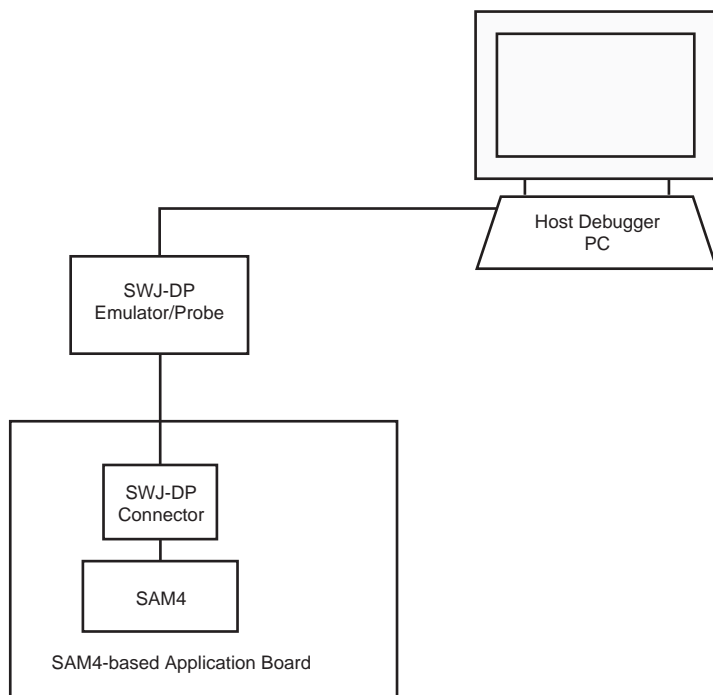 Host Debugger
PC
SWJ-DP
Emulator/Probe
SWJ-DP
Connector
SAM4
SAM4-based Application Board